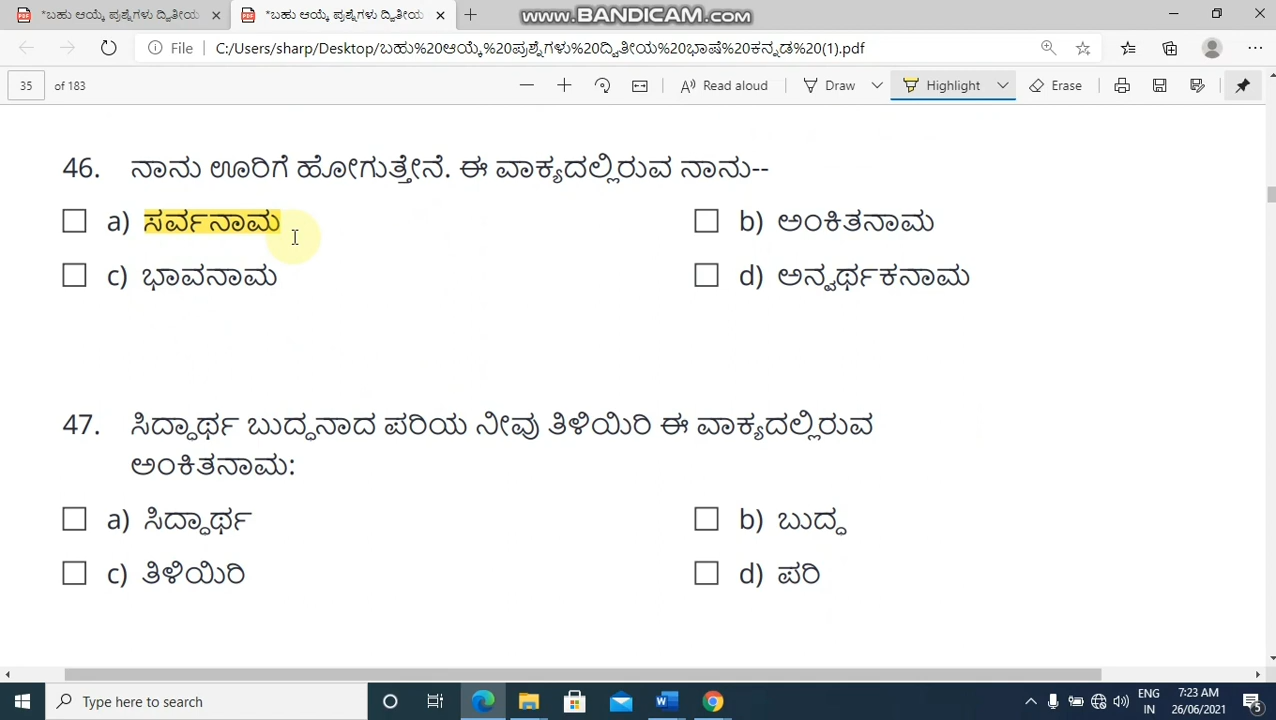 "ಬಹು ಆಯ್ಕೆ ಪ್ರಶ್ನೆಗಳು ದ್ವಿತೀಯ
"ಬಹು ಆಯ್ಕೆ ಪ್ರಶ್ನೆಗಳು ದ್ವಿತೀಯ
www.BANDICAM.com
File
C:/Users/sharp/Desktop/ಬಹು%20ಆಯ್ಕೆ%20ಪ್ರಶ್ನೆಗಳು%20ದ್ವಿತೀಯ%20ಭಾಷೆ%20ಕನ್ನಡ%20(1).pdf
35 of 183
Read aloud
Draw
Highlight
Erase
46. ನಾನು ಊರಿಗೆ ಹೋಗುತ್ತೇನೆ. ಈ ವಾಕ್ಯದಲ್ಲಿರುವ ನಾನು--
a) ಸರ್ವನಾಮ
b) ಅಂಕಿತನಾಮ
c) ಭಾವನಾಮ
d) ಅನ್ವರ್ಥಕನಾಮ
47. ಸಿದ್ಧಾರ್ಥ ಬುದ್ಧನಾದ ಪರಿಯ ನೀವು ತಿಳಿಯಿರಿ ಈ ವಾಕ್ಯದಲ್ಲಿರುವ
ಅಂಕಿತನಾಮ:
a) ಸಿದ್ಧಾರ್ಥ
b) ಬುದ್ಧ
c) ತಿಳಿಯಿರಿ
d) ಪರಿ
Type here to search
ENG
IN
7:23 AM
26/06/2021
5